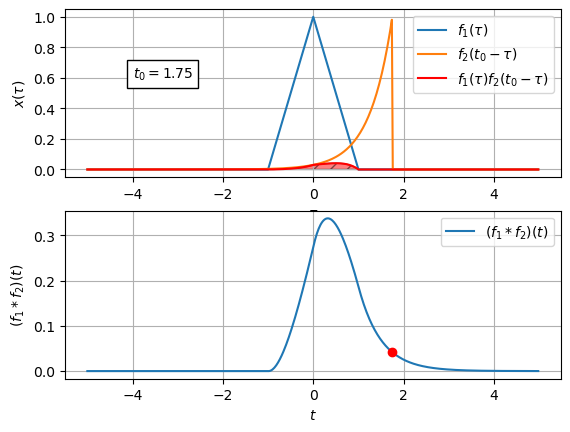 1.0
0.8
0.6
0.4
0.2
0.0
x(τ)
t₀ = 1.75
f₁(τ)
f₂(t₀ − τ)
f₁(τ)f₂(t₀ − τ)
−4 −2 0 2 4
0.3
0.2
0.1
0.0
(f₁ * f₂)(t)
(f₁ * f₂)(t)
−4 −2 0 2 4
t